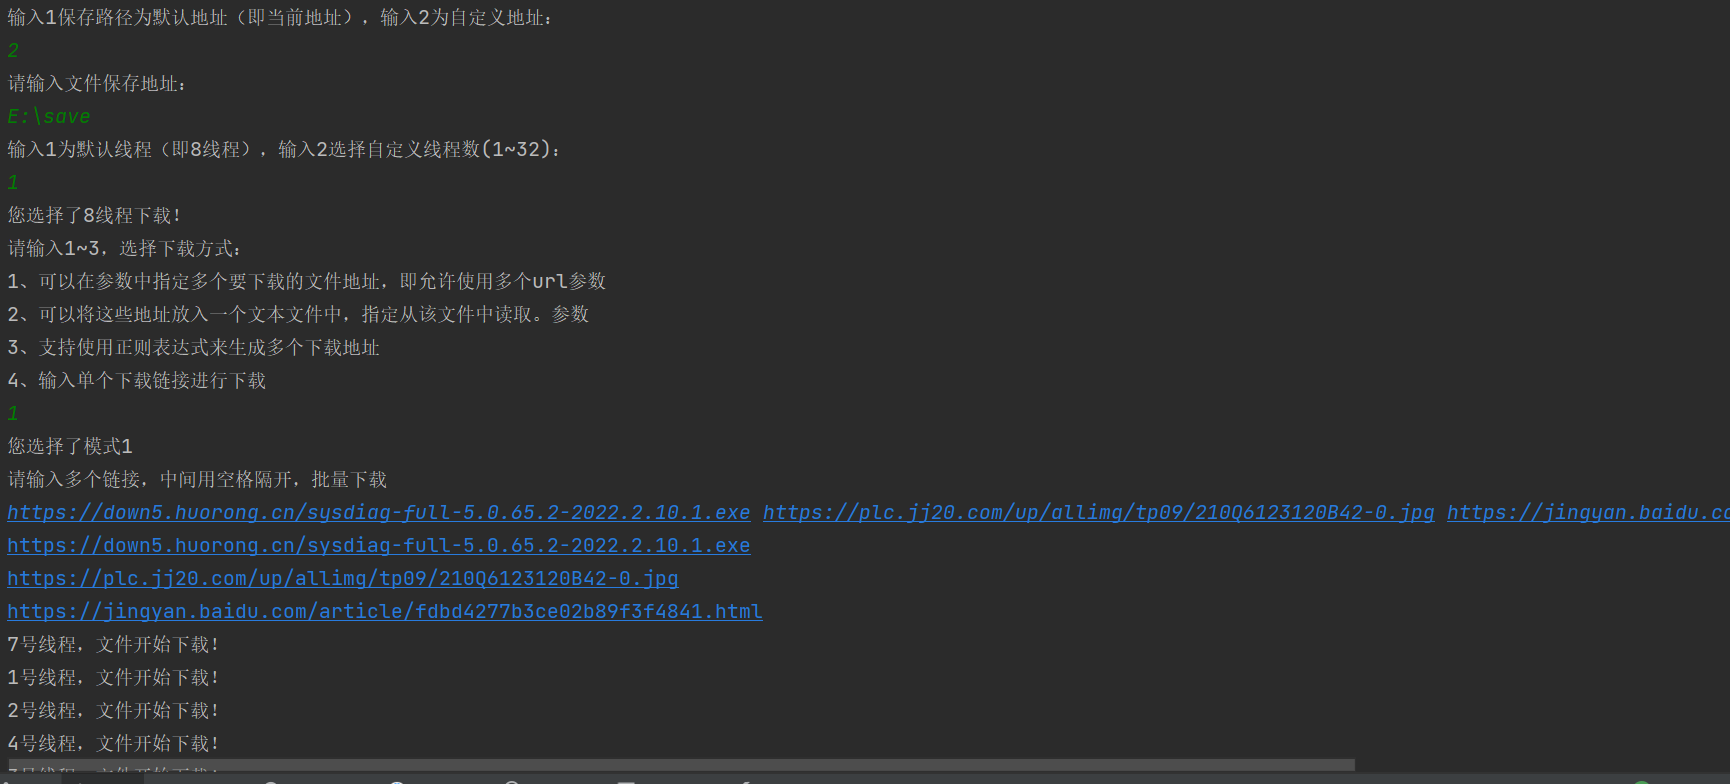 输入1保存路径为默认地址（即当前地址），输入2为自定义地址：
2
请输入文件保存地址：
E:\save
输入1为默认线程（即8线程），输入2选择自定义线程数(1~32)：
1
您选择了8线程下载！
请输入1~3，选择下载方式：
1、可以在参数中指定多个要下载的文件地址，即允许使用多个url参数
2、可以将这些地址放入一个文本文件中，指定从该文件中读取。参数
3、支持使用正则表达式来生成多个下载地址
4、输入单个下载链接进行下载
1
您选择了模式1
请输入多个链接，中间用空格隔开，批量下载
https://down5.huorong.cn/sysdiag-full-5.0.65.2-2022.2.10.1.exe https://plc.jj20.com/up/allimg/tp09/210Q6123120B42-0.jpg https://jingyan.baidu.co
https://down5.huorong.cn/sysdiag-full-5.0.65.2-2022.2.10.1.exe
https://plc.jj20.com/up/allimg/tp09/210Q6123120B42-0.jpg
https://jingyan.baidu.com/article/fdbd4277b3ce02b89f3f4841.html
7号线程，文件开始下载！
1号线程，文件开始下载！
2号线程，文件开始下载！
4号线程，文件开始下载！